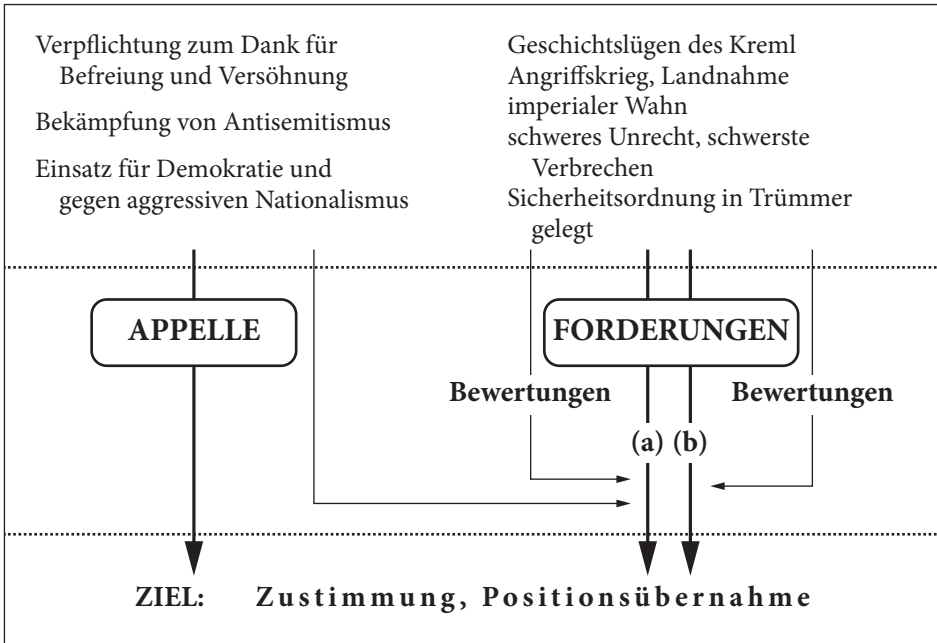 Verpflichtung zum Dank für
Befreiung und Versöhnung
Bekämpfung von Antisemitismus
Einsatz für Demokratie und
gegen aggressiven Nationalismus
Geschichtslügen des Kreml
Angriffskrieg, Landnahme
imperialer Wahn
schweres Unrecht, schwerste
Verbrechen
Sicherheitsordnung in Trümmer
gelegt
APPELLE
FORDERUNGEN
Bewertungen
Bewertungen
(a) (b)
ZIEL: Zustimmung, Positionsübernahme